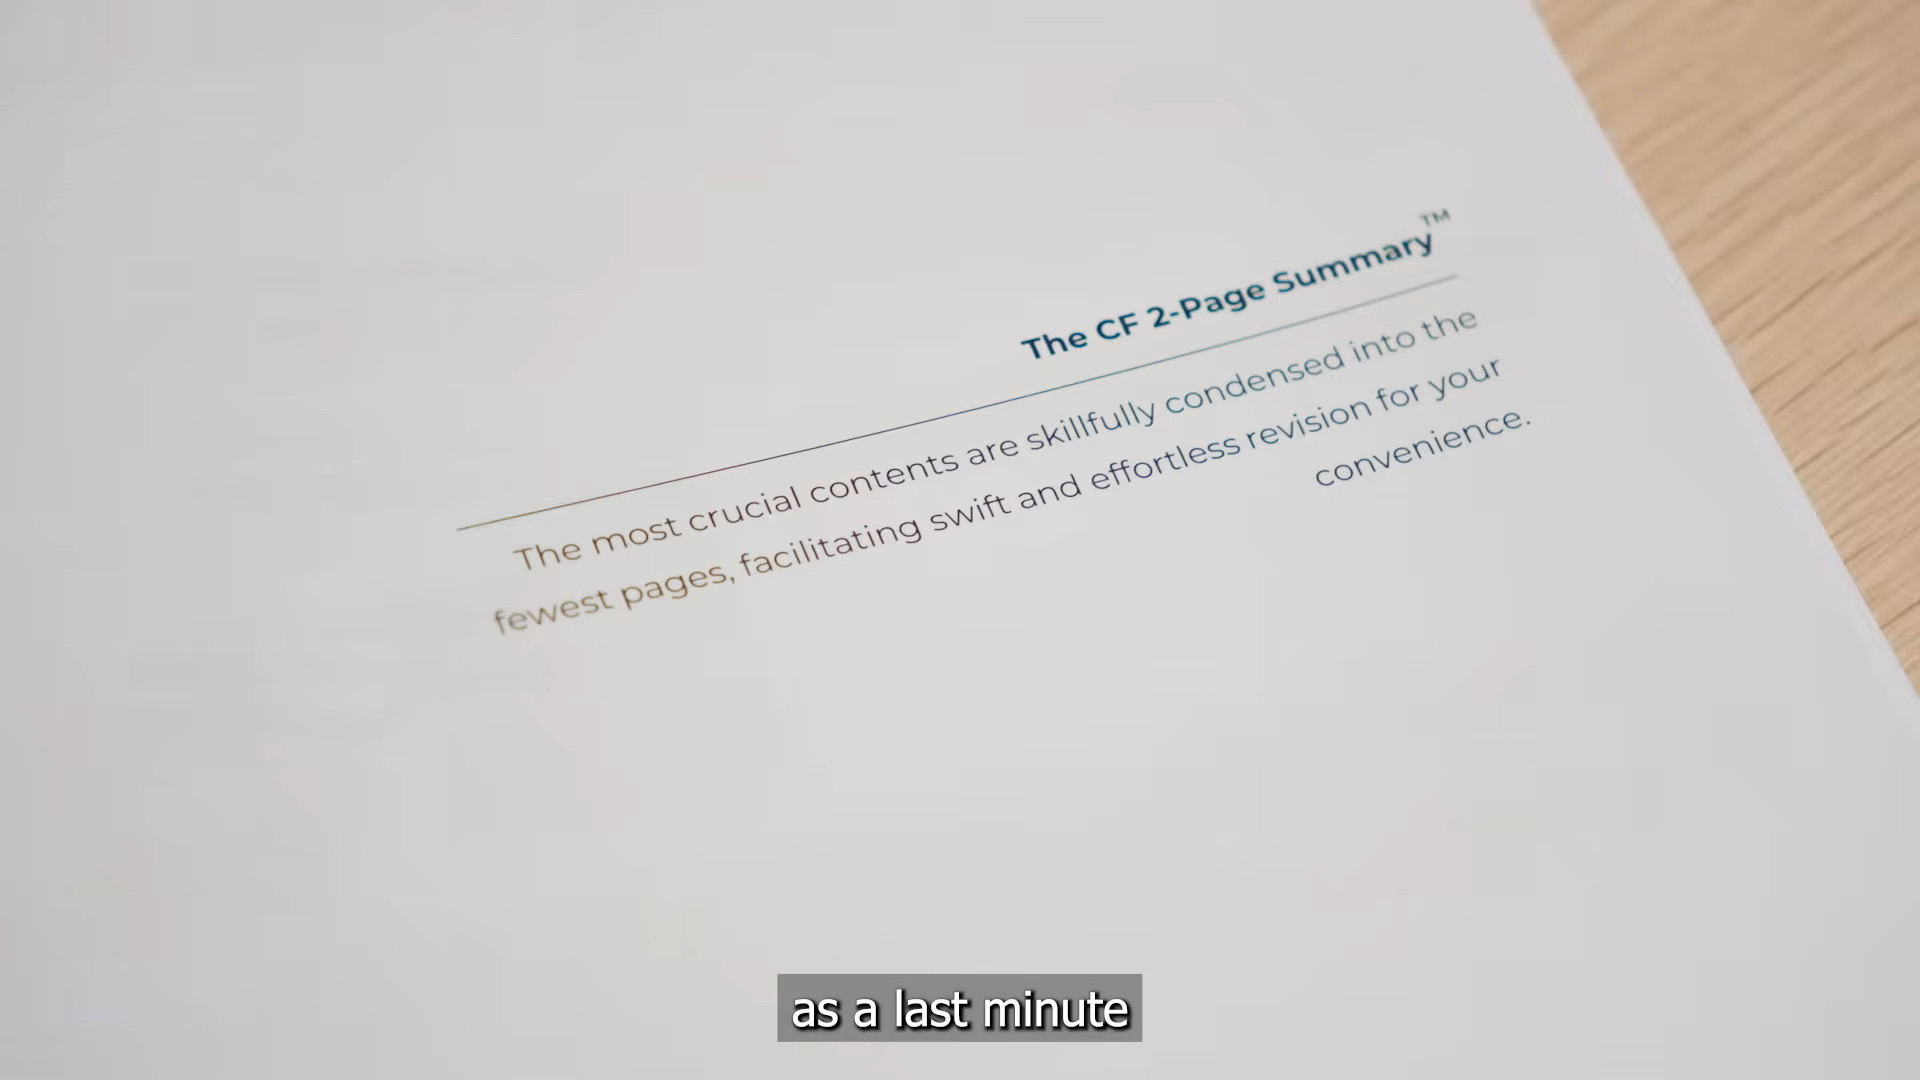 The CF 2-Page Summary™
The most crucial contents are skillfully condensed into the
fewest pages, facilitating swift and effortless revision for your
convenience.
as a last minute